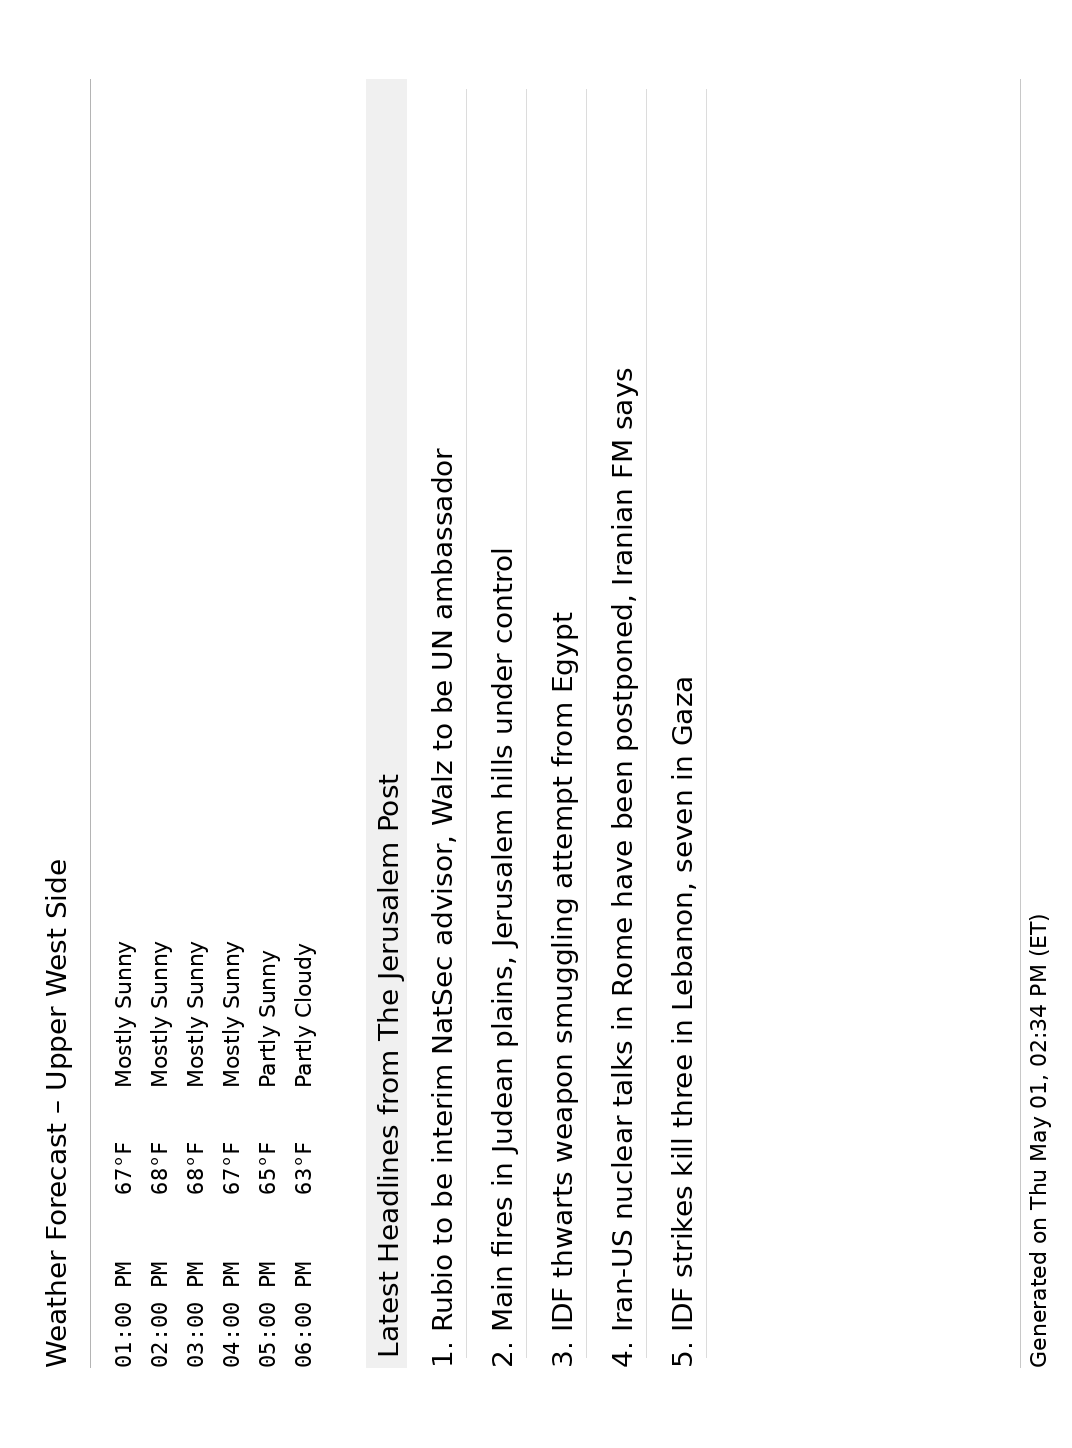 Weather Forecast – Upper West Side
01:00 PM 67°F Mostly Sunny
02:00 PM 68°F Mostly Sunny
03:00 PM 68°F Mostly Sunny
04:00 PM 67°F Mostly Sunny
05:00 PM 65°F Partly Sunny
06:00 PM 63°F Partly Cloudy
Latest Headlines from The Jerusalem Post
1. Rubio to be interim NatSec advisor, Walz to be UN ambassador
2. Main fires in Judean plains, Jerusalem hills under control
3. IDF thwarts weapon smuggling attempt from Egypt
4. Iran-US nuclear talks in Rome have been postponed, Iranian FM says
5. IDF strikes kill three in Lebanon, seven in Gaza
Generated on Thu May 01, 02:34 PM (ET)